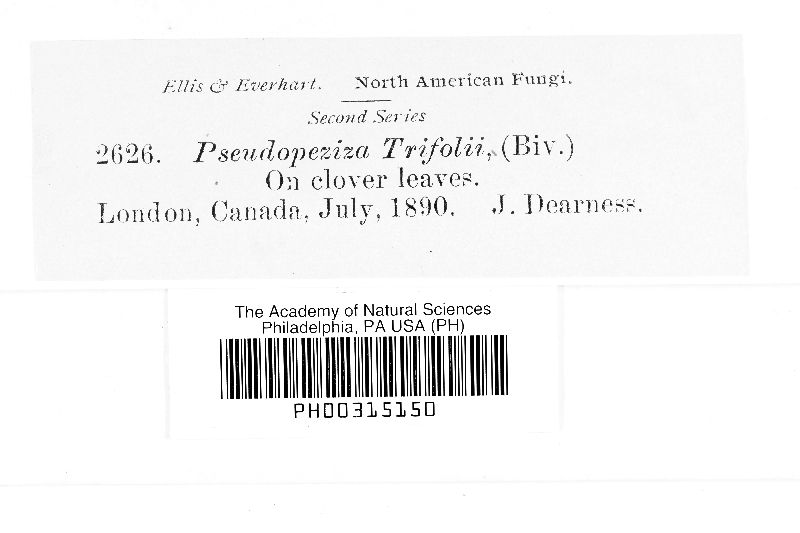 Ellis & Everhart. North American Fungi.
Second Series
2626. Pseudopeziza Trifolii, (Biv.)
On clover leaves.
London, Canada, July, 1890. J. Dearness.
The Academy of Natural Sciences
Philadelphia, PA USA (PH)
PH00315150